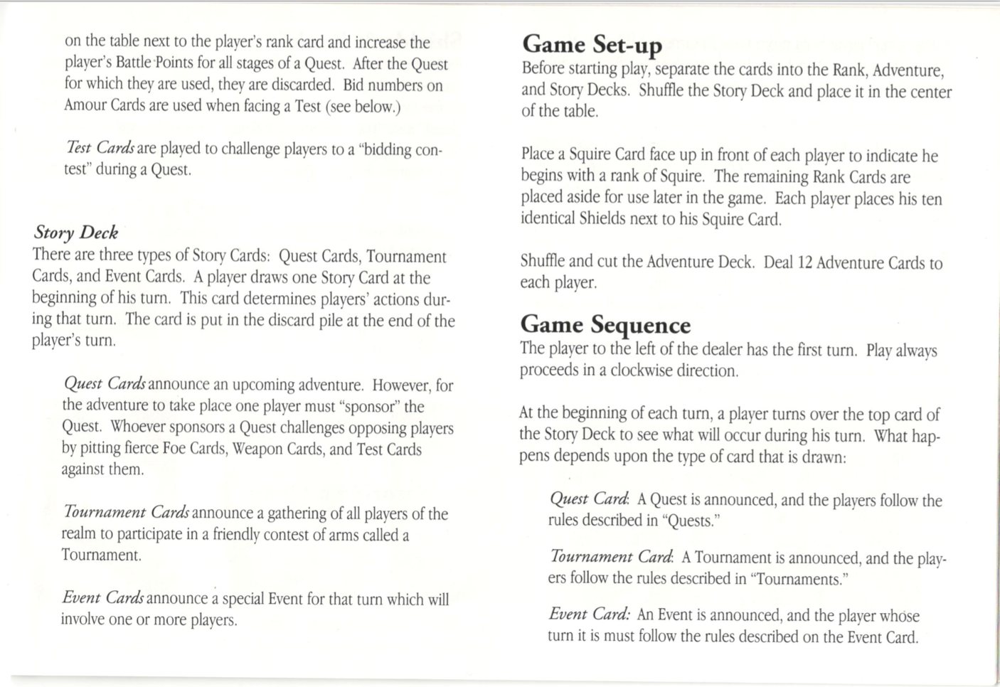 on the table next to the player's rank card and increase the
player's Battle Points for all stages of a Quest.  After the Quest
for which they are used, they are discarded.  Bid numbers on
Amour Cards are used when facing a Test (see below.)
Test Cards are played to challenge players to a “bidding con-
test” during a Quest.
Story Deck
There are three types of Story Cards:  Quest Cards, Tournament
Cards, and Event Cards.  A player draws one Story Card at the
beginning of his turn.  This card determines players' actions dur-
ing that turn.  The card is put in the discard pile at the end of the
player's turn.
Quest Cards announce an upcoming adventure.  However, for
the adventure to take place one player must “sponsor” the
Quest.  Whoever sponsors a Quest challenges opposing players
by pitting fierce Foe Cards, Weapon Cards, and Test Cards
against them.
Tournament Cards announce a gathering of all players of the
realm to participate in a friendly contest of arms called a
Tournament.
Event Cards announce a special Event for that turn which will
involve one or more players.
Game Set-up
Before starting play, separate the cards into the Rank, Adventure,
and Story Decks.  Shuffle the Story Deck and place it in the center
of the table.
Place a Squire Card face up in front of each player to indicate he
begins with a rank of Squire.  The remaining Rank Cards are
placed aside for use later in the game.  Each player places his ten
identical Shields next to his Squire Card.
Shuffle and cut the Adventure Deck.  Deal 12 Adventure Cards to
each player.
Game Sequence
The player to the left of the dealer has the first turn.  Play always
proceeds in a clockwise direction.
At the beginning of each turn, a player turns over the top card of
the Story Deck to see what will occur during his turn.  What hap-
pens depends upon the type of card that is drawn:
Quest Card:  A Quest is announced, and the players follow the
rules described in “Quests.”
Tournament Card:  A Tournament is announced, and the play-
ers follow the rules described in “Tournaments.”
Event Card:  An Event is announced, and the player whose
turn it is must follow the rules described on the Event Card.